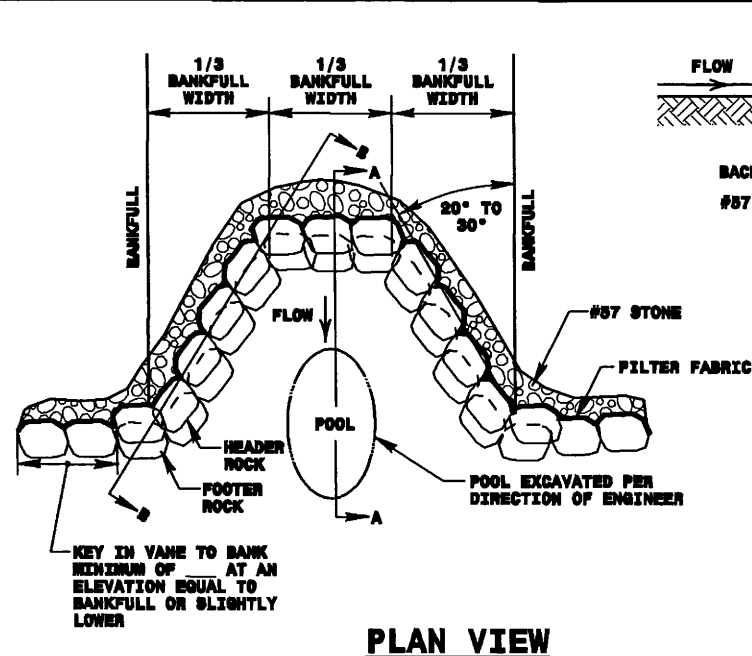 1/3
BANKFULL
WIDTH
1/3
BANKFULL
WIDTH
1/3
BANKFULL
WIDTH
FLOW
B
A
BANKFULL
20° TO
30°
BANKFULL
#57
FLOW
#57 STONE
FILTER FABRIC
POOL
HEADER
ROCK
FOOTER
ROCK
POOL EXCAVATED PER
DIRECTION OF ENGINEER
B
A
KEY IN VANE TO BANK
MINIMUM OF ___ AT AN
ELEVATION EQUAL TO
BANKFULL OR SLIGHTLY
LOWER
PLAN VIEW